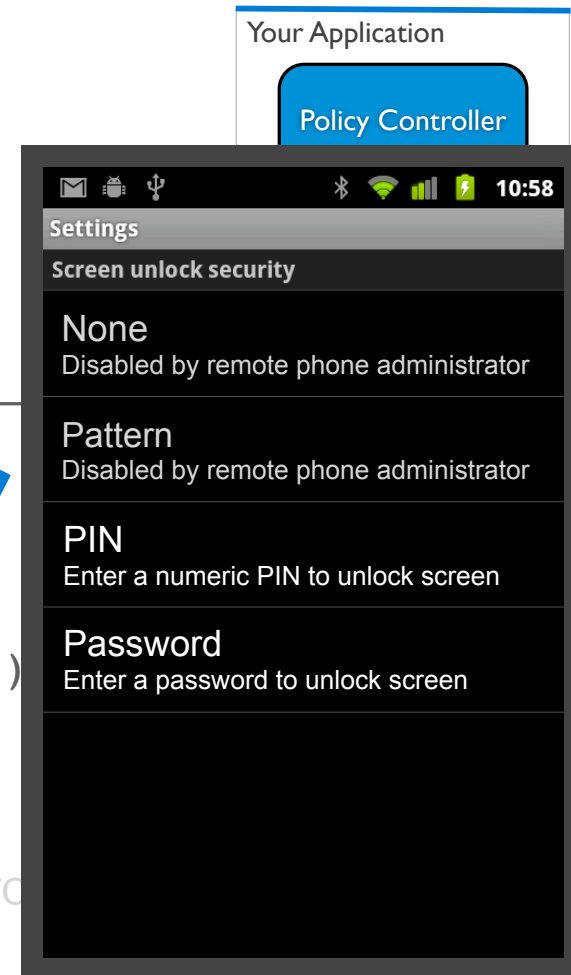 Your Application
Policy Controller
10:58
Settings
Screen unlock security
None
Disabled by remote phone administrator
Pattern
Disabled by remote phone administrator
PIN
Enter a numeric PIN to unlock screen
Password
)
Enter a password to unlock screen